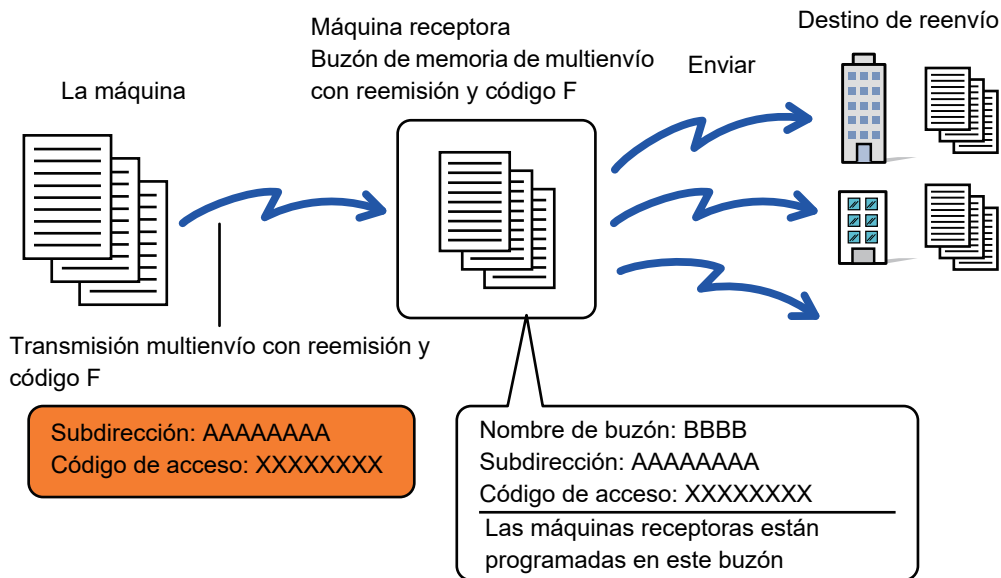 La máquina
Máquina receptora
Buzón de memoria de multienvío
con reemisión y código F
Enviar
Destino de reenvío
Transmisión multienvío con reemisión y
código F
Subdirección: AAAAAAAA
Código de acceso: XXXXXXXX
Nombre de buzón: BBBB
Subdirección: AAAAAAAA
Código de acceso: XXXXXXXX
Las máquinas receptoras están
programadas en este buzón